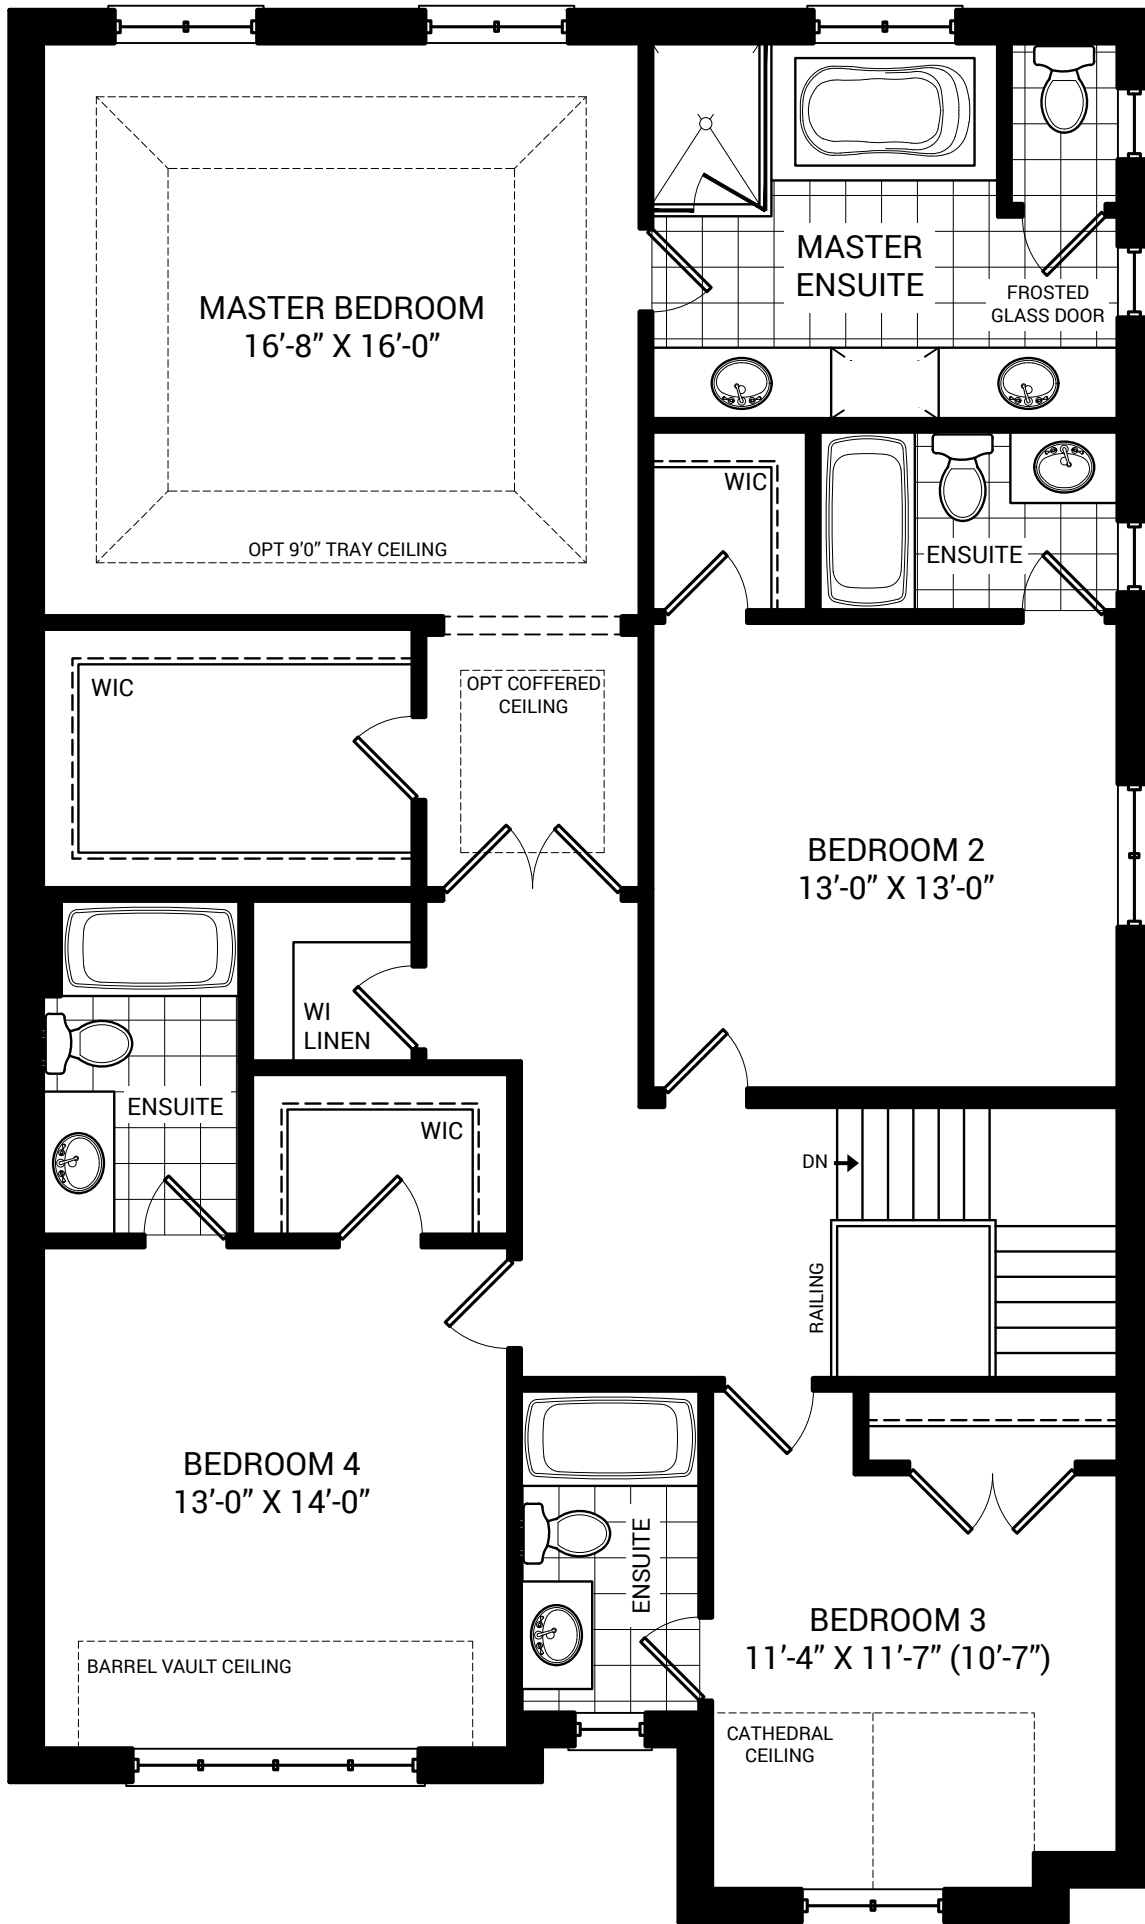 MASTER BEDROOM
16’-8” X 16’-0”
OPT 9’0” TRAY CEILING
MASTER
ENSUITE
FROSTED
GLASS DOOR
WIC
ENSUITE
WIC
OPT COFFERED
CEILING
BEDROOM 2
13’-0” X 13’-0”
WI
LINEN
ENSUITE
WIC
DN
RAILING
BEDROOM 4
13’-0” X 14’-0”
BARREL VAULT CEILING
ENSUITE
BEDROOM 3
11’-4” X 11’-7” (10’-7”)
CATHEDRAL
CEILING